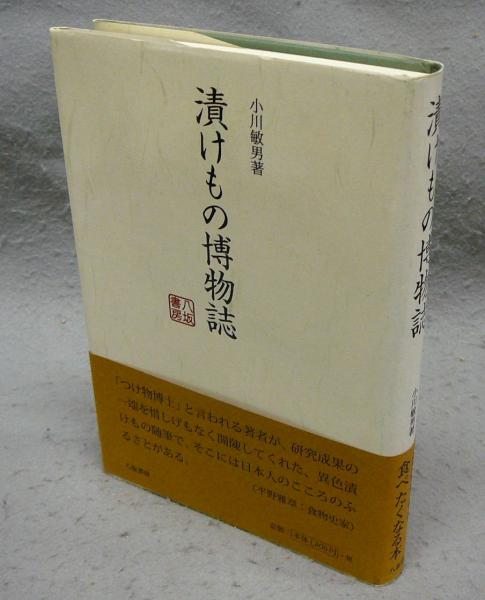 小川敏男著
漬けもの博物誌
八坂
書房
「つけ物博士」と言われる著者が、研究成果の
一端を惜しげもなく開陳してくれた、異色漬
けもの随筆で、そこには日本人のこころのふ
るさとがある。
(平野雅章:食物史家)
八坂書房
漬けもの博物誌
小川敏男著
食べたくなる本